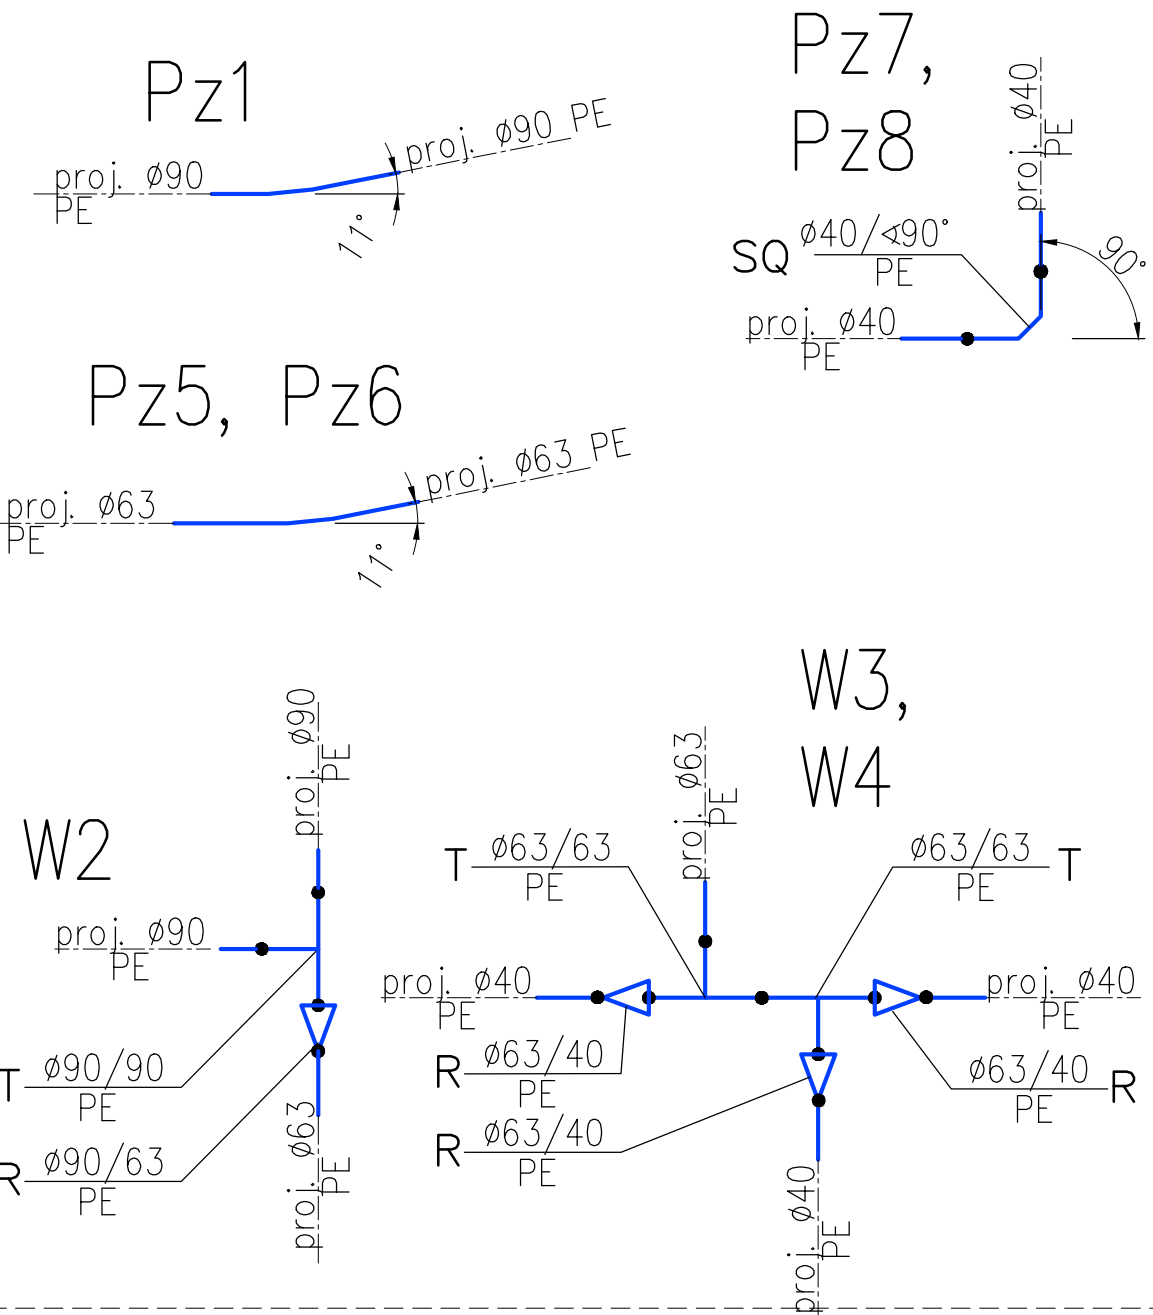 Pz1
proj. ø90
PE
proj. ø90 PE
11°
Pz7,
Pz8
proj. ø40
PE
SQ ø40/∢90°
PE
90°
proj. ø40
PE
Pz5, Pz6
proj. ø63
PE
proj. ø63 PE
11°
W2
proj. ø90
PE
proj. ø90
PE
T ø90/90
PE
R ø90/63
PE
proj. ø63
PE
W3,
W4
proj. ø63
PE
T ø63/63
PE
ø63/63 T
PE
proj. ø40
PE
proj. ø40
PE
R ø63/40
PE
R ø63/40
PE
ø63/40 R
PE
proj. ø40
PE